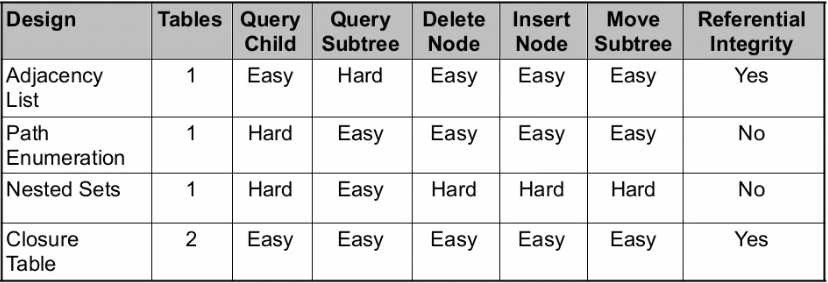 Design Tables Query Child Query Subtree Delete Node Insert Node Move Subtree Referential Integrity
Adjacency List 1 Easy Hard Easy Easy Easy Yes
Path Enumeration 1 Hard Easy Easy Easy Easy No
Nested Sets 1 Hard Easy Hard Hard Hard No
Closure Table 2 Easy Easy Easy Easy Easy Yes